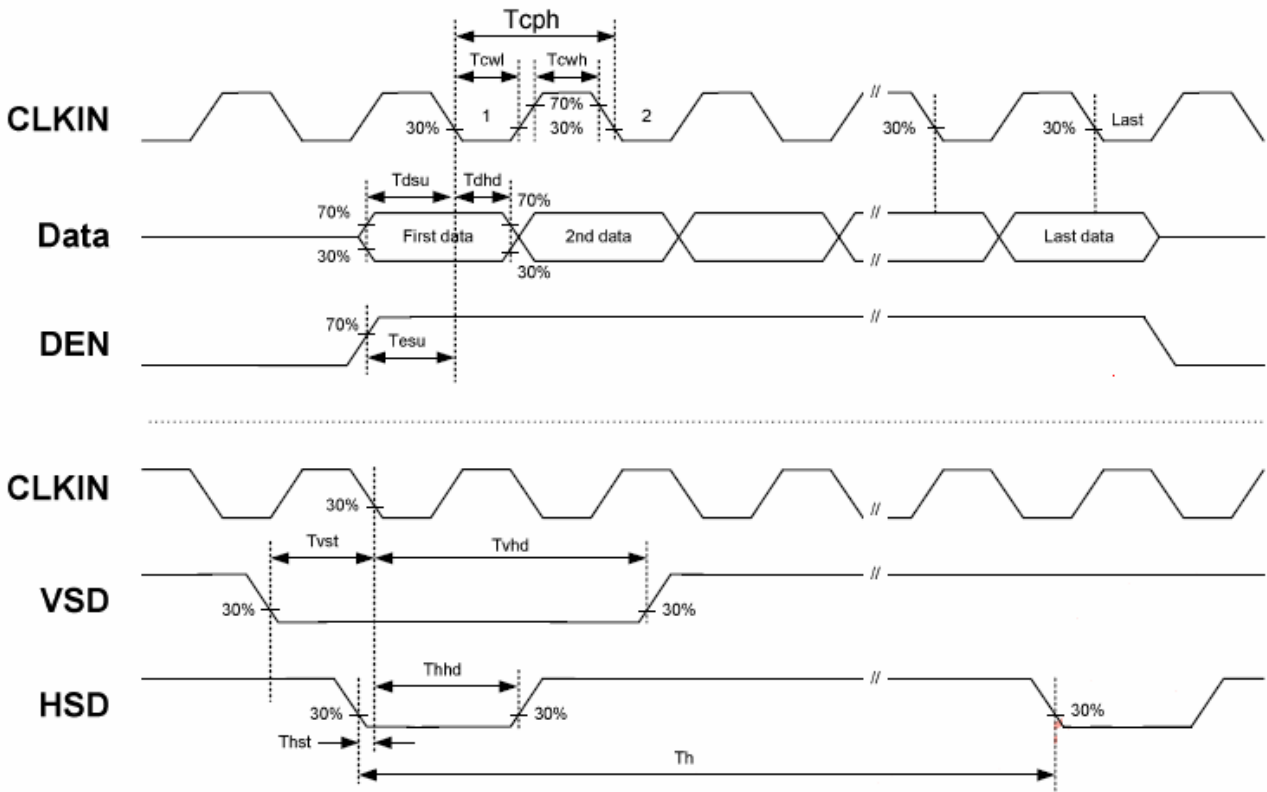 Tcph
Tcwl Tcwh
CLKIN 30% 1 70% 30% 2 // 30% 30% Last
Tdsu Tdhd
70% 70%
Data First data 2nd data // // Last data
30% 30%
DEN 70% Tesu //
CLKIN 30% //
Tvst Tvhd
VSD 30% 30% //
Thhd
HSD 30% 30% // 30%
Thst
Th